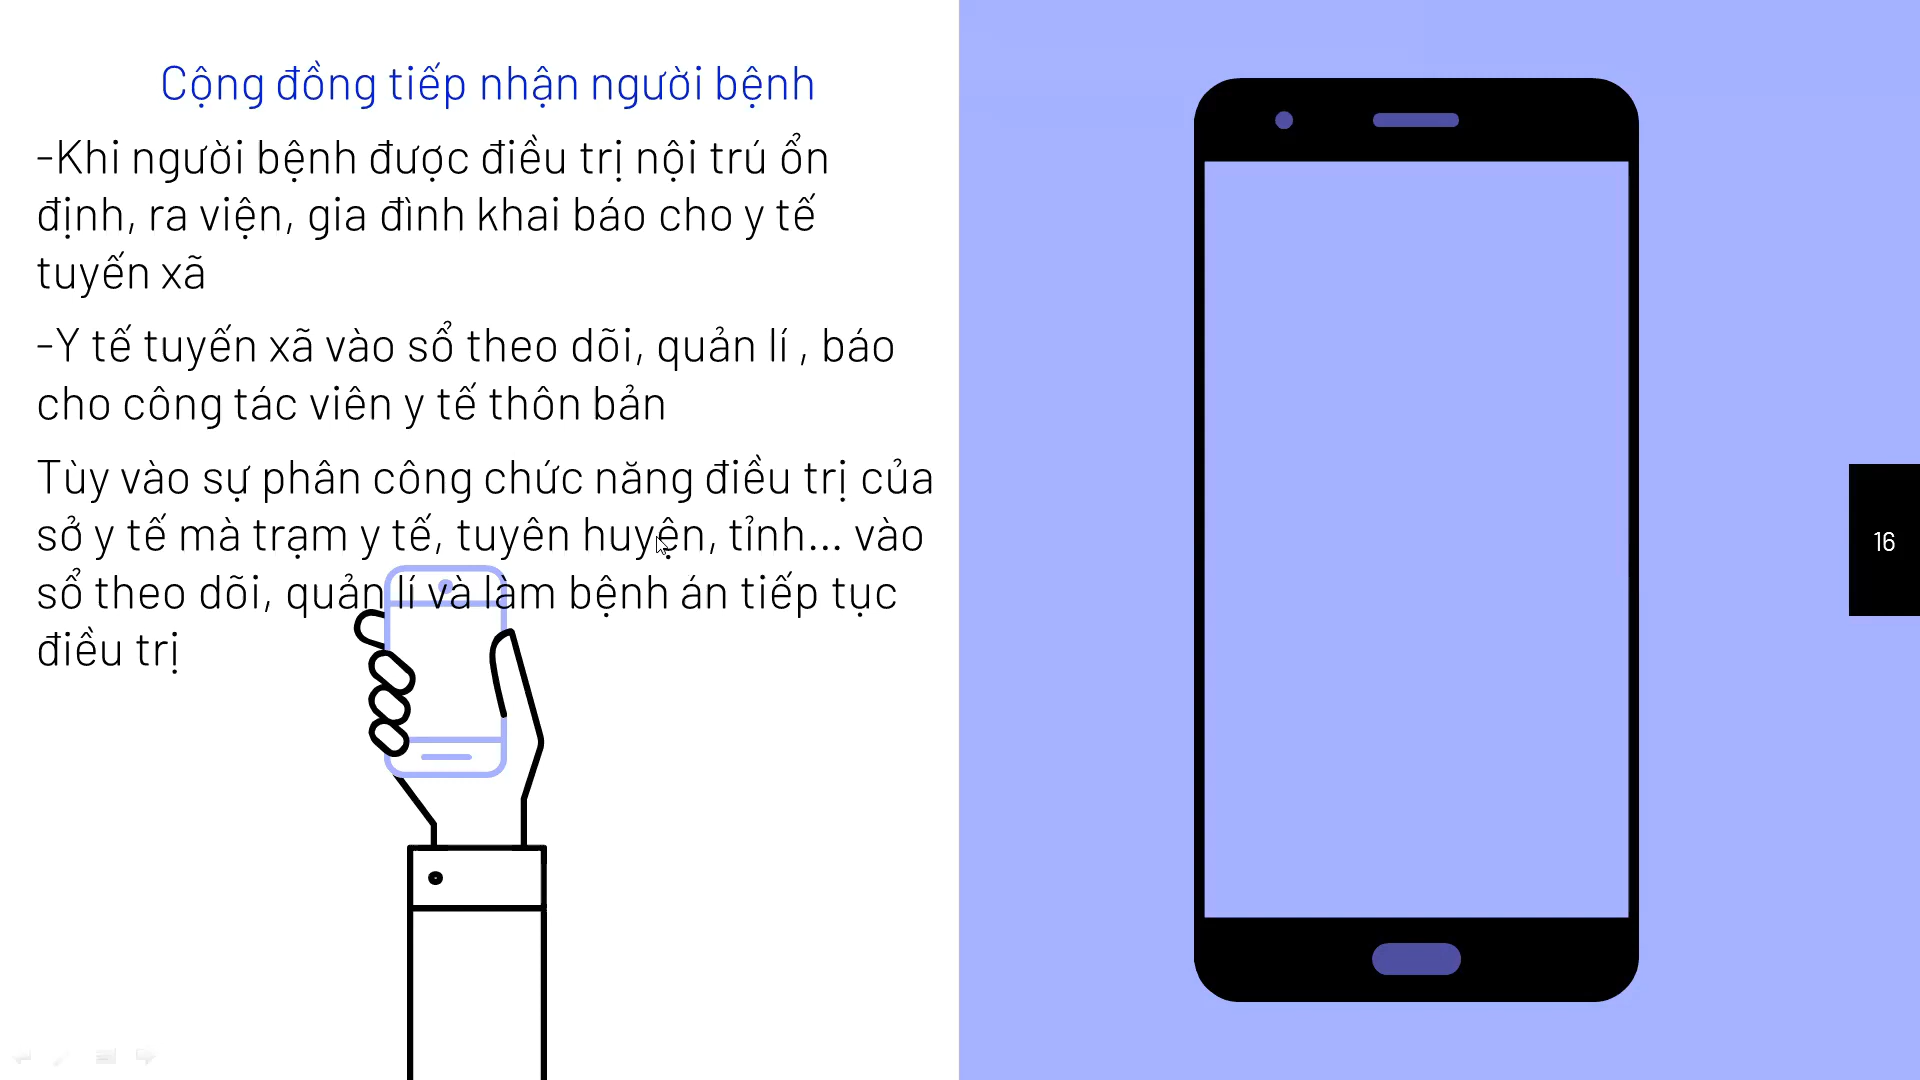 Cộng đồng tiếp nhận người bệnh
-Khi người bệnh được điều trị nội trú ổn
định, ra viện, gia đình khai báo cho y tế
tuyến xã
-Y tế tuyến xã vào sổ theo dõi, quản lí , báo
cho công tác viên y tế thôn bản
Tùy vào sự phân công chức năng điều trị của
sở y tế mà trạm y tế, tuyên huyện, tỉnh... vào
sổ theo dõi, quản lí và làm bệnh án tiếp tục
điều trị
16